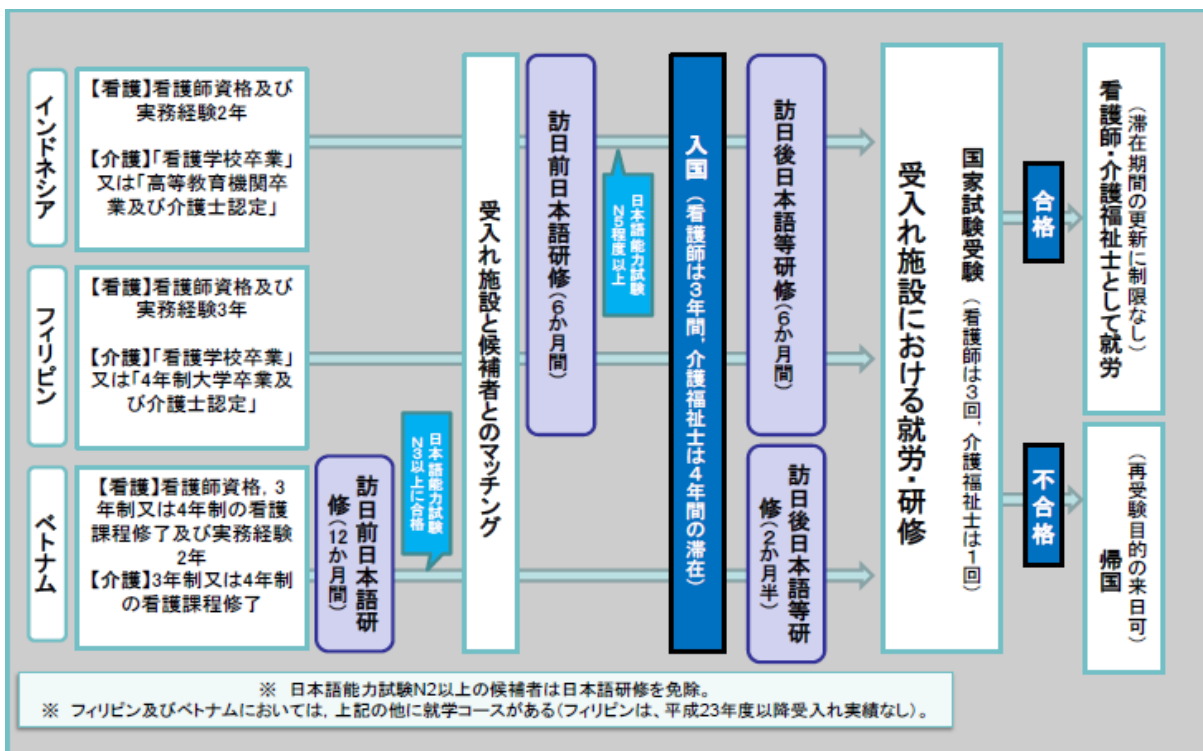 インドネシア
【看護】看護師資格及び
実務経験2年
【介護】「看護学校卒業」
又は「高等教育機関卒
業及び介護士認定」
フィリピン
【看護】看護師資格及び
実務経験3年
【介護】「看護学校卒業」
又は「4年制大学卒業及
び介護士認定」
ベトナム
【看護】看護師資格，3
年制又は4年制の看護
課程修了及び実務経験
2年
【介護】3年制又は4年制
の看護課程修了
訪日前日本語研
修(12か月間)
日本語能力試験
N3以上に合格
受入れ施設と候補者とのマッチング
訪日前日本語研修(6か月間)
日本語能力試験
N5程度以上
入国（看護師は3年間，介護福祉士は4年間の滞在）
訪日後日本語等研修(6か月間)
訪日後日本語等研
修(2か月半)
国家試験受験（看護師は3回，介護福祉士は1回）
受入れ施設における就労・研修
合格
（滞在期間の更新に制限なし）
看護師・介護福祉士として就労
不合格
（再受験目的の来日可）
帰国
※ 日本語能力試験N2以上の候補者は日本語研修を免除。
※ フィリピン及びベトナムにおいては，上記の他に就学コースがある(フィリピンは、平成23年度以降受入れ実績なし)。